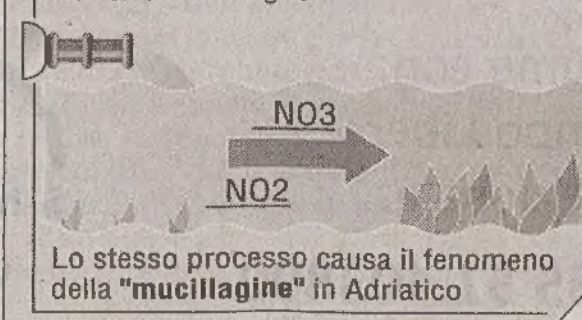 NO3
NO2
Lo stesso processo causa il fenomeno
della "mucillagine" in Adriatico